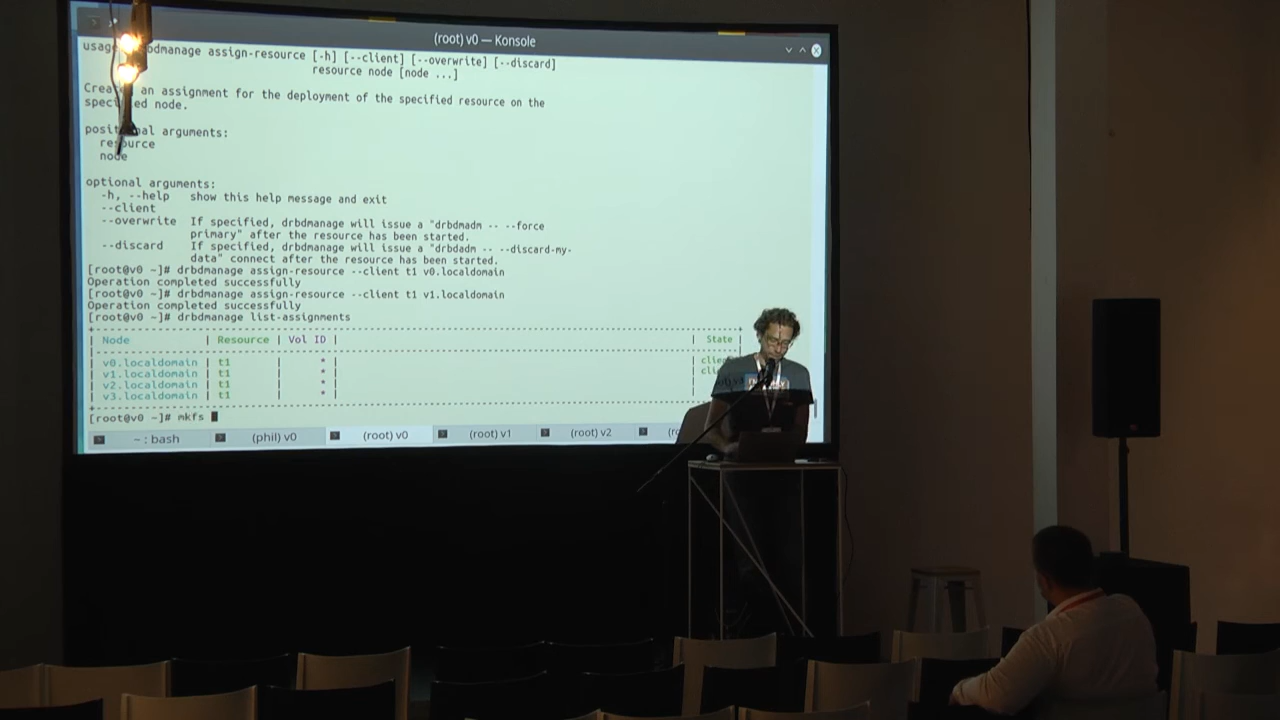 (root) v0 — Konsole
usage: drbdmanage assign-resource [-h] [--client] [--overwrite] [--discard]
resource node [node ...]
Creates an assignment for the deployment of the specified resource on the
specified node.
positional arguments:
resource
node
optional arguments:
-h, --help show this help message and exit
--client
--overwrite If specified, drbdmanage will issue a "drbdmadm -- --force
primary" after the resource has been started.
--discard If specified, drbdmanage will issue a "drbdadm -- --discard-my-
data" connect after the resource has been started.
[root@v0 ~]# drbdmanage assign-resource --client t1 v0.localdomain
Operation completed successfully
[root@v0 ~]# drbdmanage assign-resource --client t1 v1.localdomain
Operation completed successfully
[root@v0 ~]# drbdmanage list-assignments
| Node | Resource | Vol ID | | State |
| v0.localdomain | t1 | * | | clie
| v1.localdomain | t1 | * | | cli
| v2.localdomain | t1 | * |
| v3.localdomain | t1 | * |
[root@v0 ~]# mkfs
~ : bash (phil) v0 (root) v0 (root) v1 (root) v2